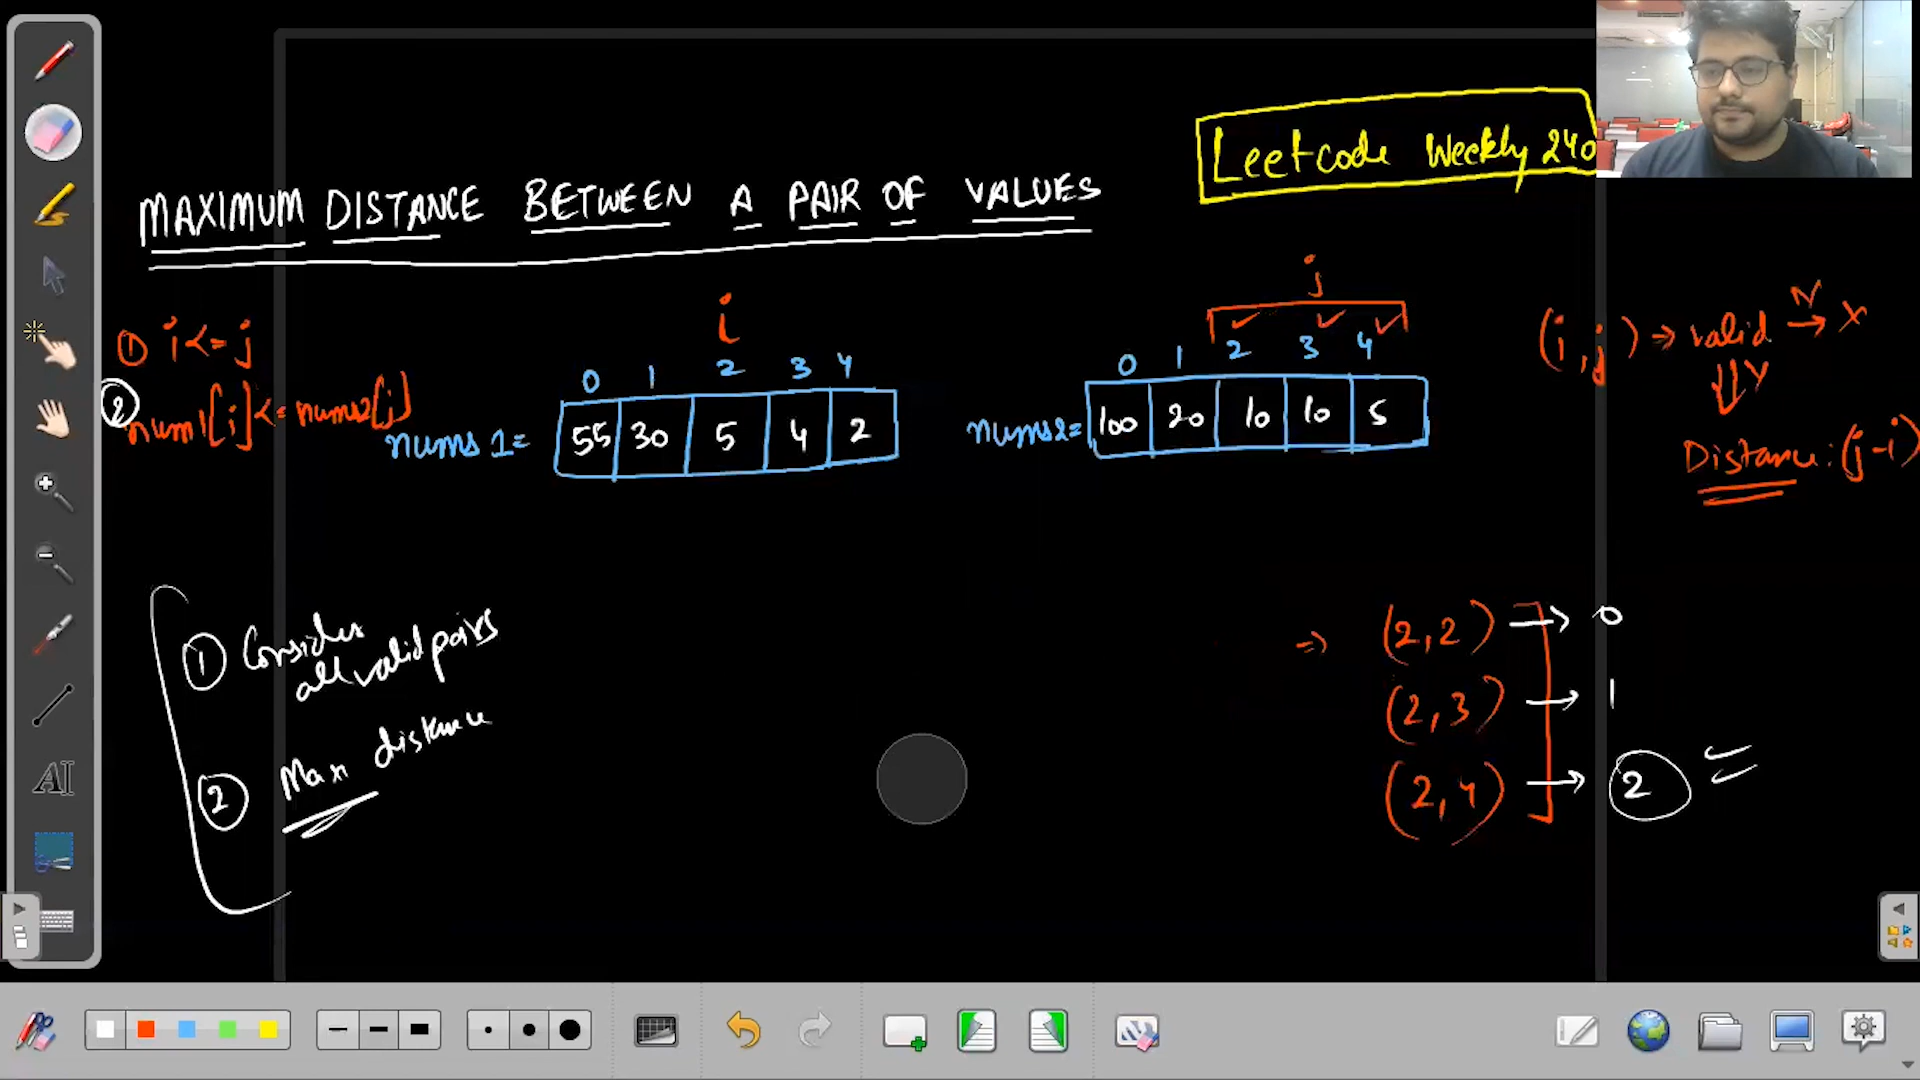 Leetcode Weekly 240
MAXIMUM DISTANCE BETWEEN A PAIR OF VALUES
① i<=j
② num1[i]<=nums2[j]
i
0 1 2 3 4
nums1= 55 30 5 4 2
j
0 1 2 3 4
nums2= 100 20 10 10 5
(i,j) => valid N→ X
Y
Distance: (j-i)
① Consider
all valid pairs
② Max distance
=> (2,2) → 0
(2,3) → 1
(2,4) → 2
AI